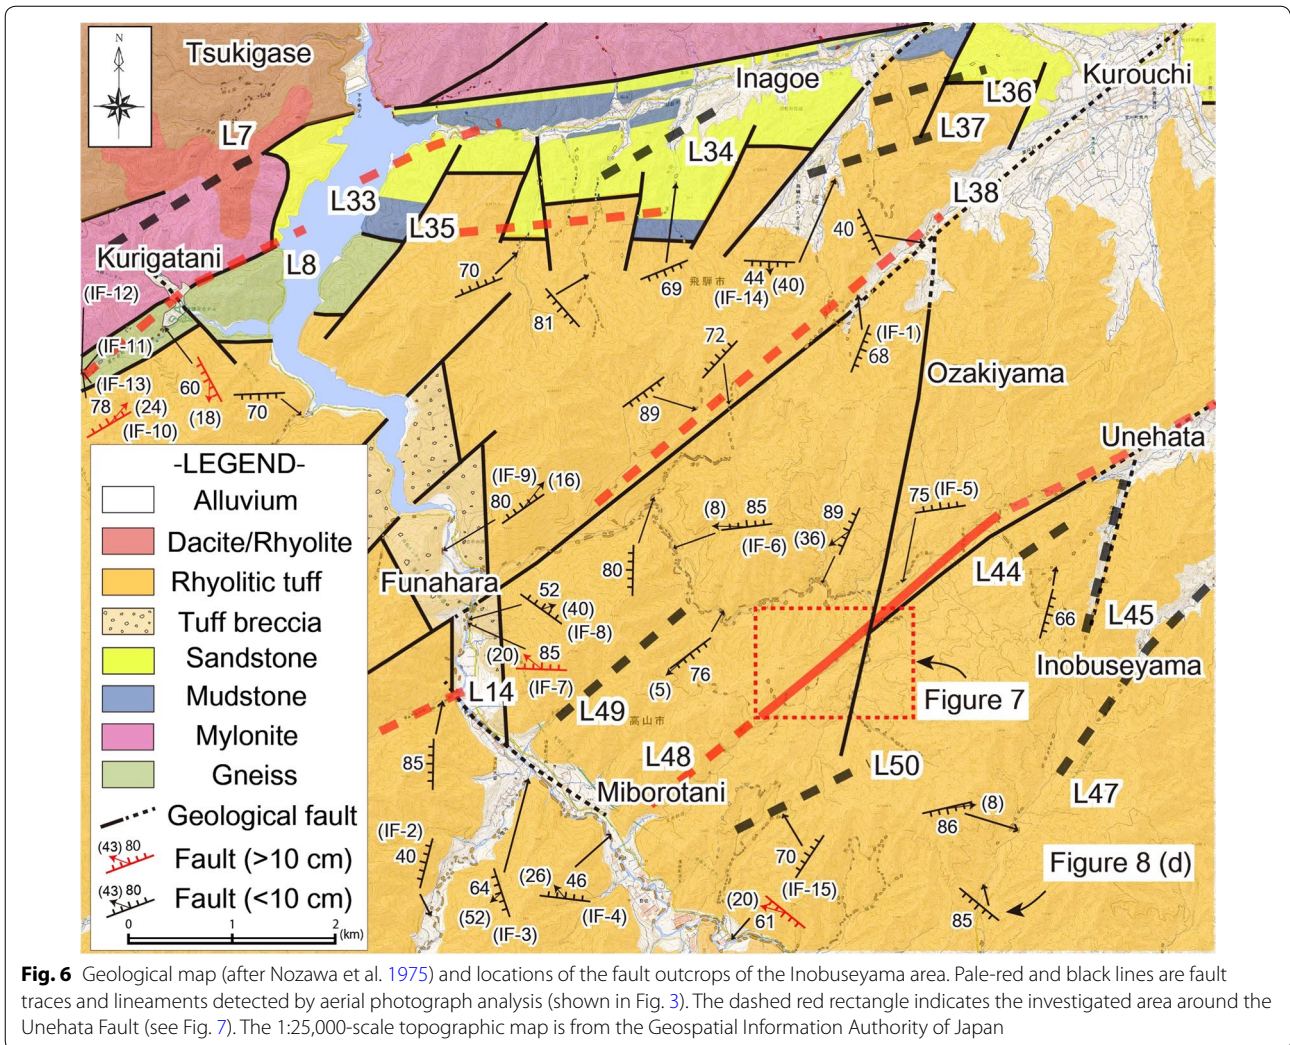 N
Tsukigase
Inagoe
Kurouchi
L7
L36
L37
L34
L33
L38
L35
Kurigatani
L8
40
(IF-12)
70
69
44
(40)
(IF-14)
飛騨市
81
(IF-11)
72
(IF-1)
68
(IF-13)
60
Ozakiyama
78
(24)
(18)
70
89
(IF-10)
Unehata
-LEGEND-
Alluvium
Dacite/Rhyolite
Rhyolitic tuff
Tuff breccia
Sandstone
Mudstone
Mylonite
Gneiss
Geological fault
(43) 80
Fault (>10 cm)
(43) 80
Fault (<10 cm)
0 1 2
(km)
(IF-9)
(16)
80
(8)
85
89
75
(IF-5)
(IF-6)
(36)
80
L44
Funahara
52
(40)
(IF-8)
66
L45
(20)
85
76
Inobuseyama
(IF-7)
(5)
L14
L49
Figure 7
高山市
85
L48
L50
Miborotani
L47
(8)
86
(IF-2)
40
70
Figure 8 (d)
64
(26)
46
(IF-15)
(52)
(IF-4)
(20)
61
85
(IF-3)
Fig. 6 Geological map (after Nozawa et al. 1975) and locations of the fault outcrops of the Inobuseyama area. Pale-red and black lines are fault
traces and lineaments detected by aerial photograph analysis (shown in Fig. 3). The dashed red rectangle indicates the investigated area around the
Unehata Fault (see Fig. 7). The 1:25,000-scale topographic map is from the Geospatial Information Authority of Japan